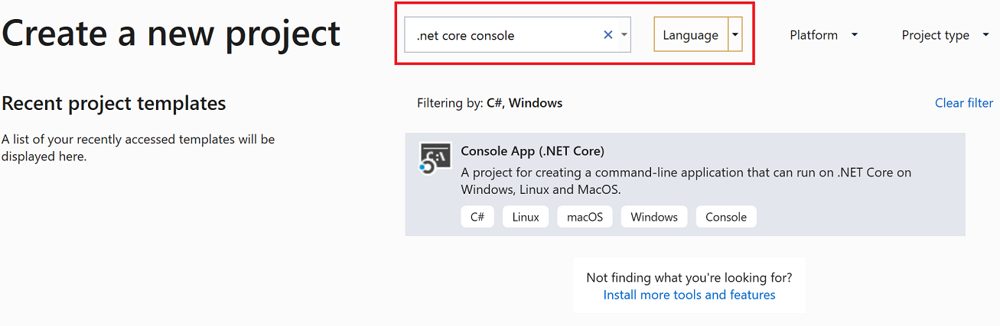 Create a new project
.net core console
Language
Platform
Project type
Recent project templates
A list of your recently accessed templates will be
displayed here.
Filtering by: C#, Windows
Clear filter
C:\
Console App (.NET Core)
A project for creating a command-line application that can run on .NET Core on
Windows, Linux and MacOS.
C# Linux macOS Windows Console
Not finding what you're looking for?
Install more tools and features